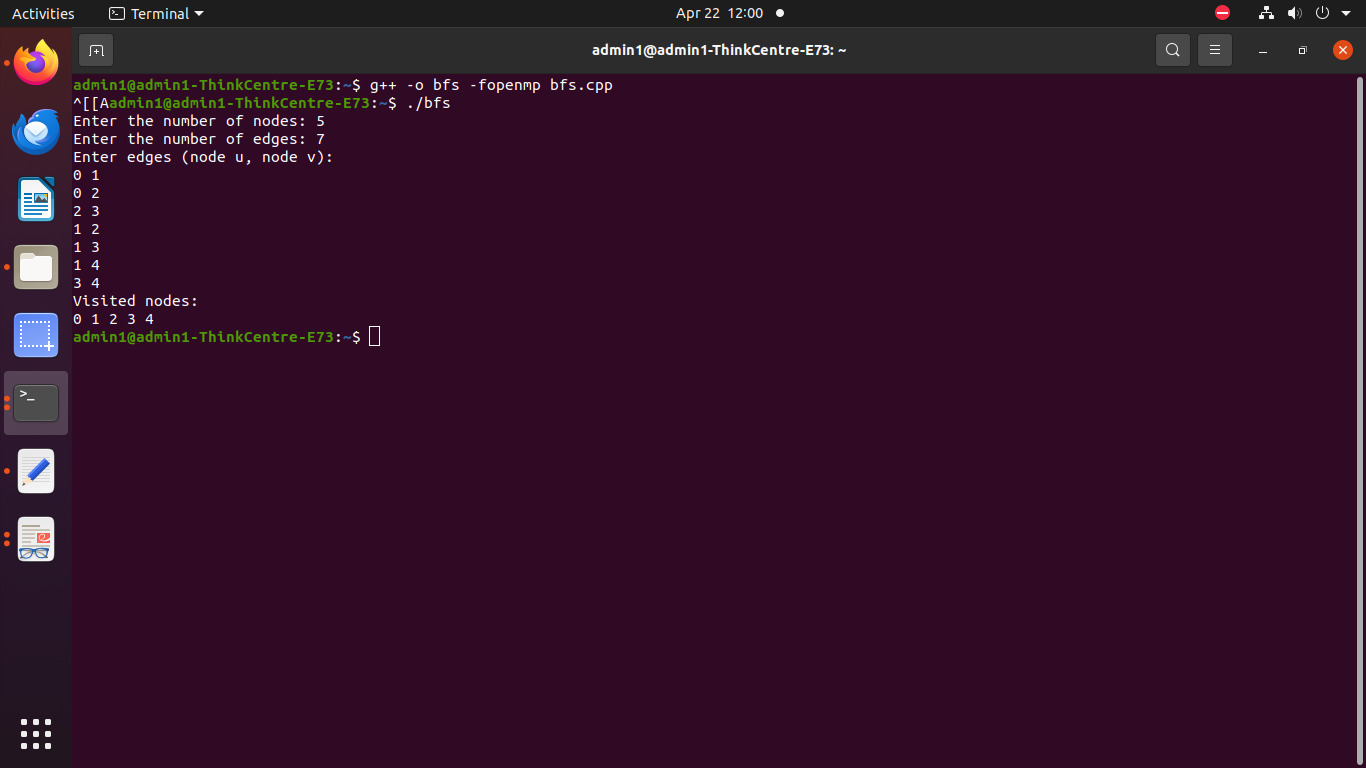 Activities
Terminal
Apr 22 12:00
admin1@admin1-ThinkCentre-E73: ~
admin1@admin1-ThinkCentre-E73:~$ g++ -o bfs -fopenmp bfs.cpp
^[[Aadmin1@admin1-ThinkCentre-E73:~$ ./bfs
Enter the number of nodes: 5
Enter the number of edges: 7
Enter edges (node u, node v):
0 1
0 2
2 3
1 2
1 3
1 4
3 4
Visited nodes:
0 1 2 3 4
admin1@admin1-ThinkCentre-E73:~$